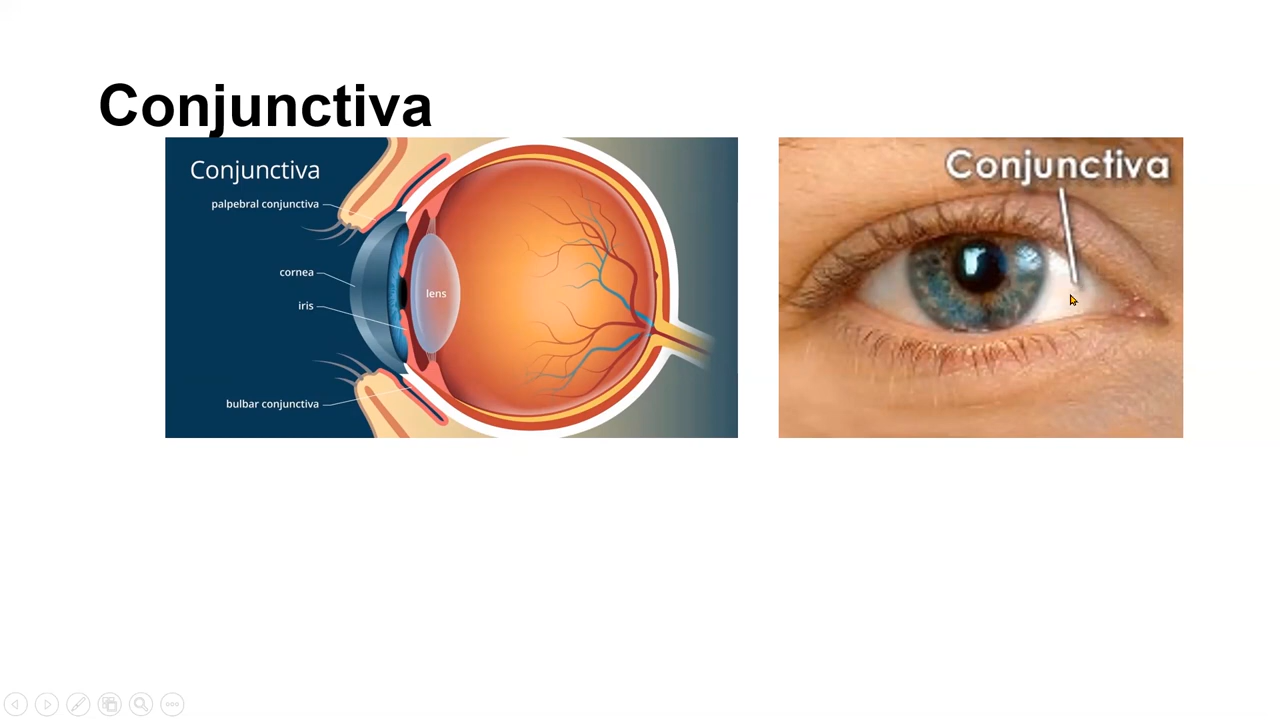 Conjunctiva
Conjunctiva
palpebral conjunctiva
cornea
iris
lens
bulbar conjunctiva
Conjunctiva